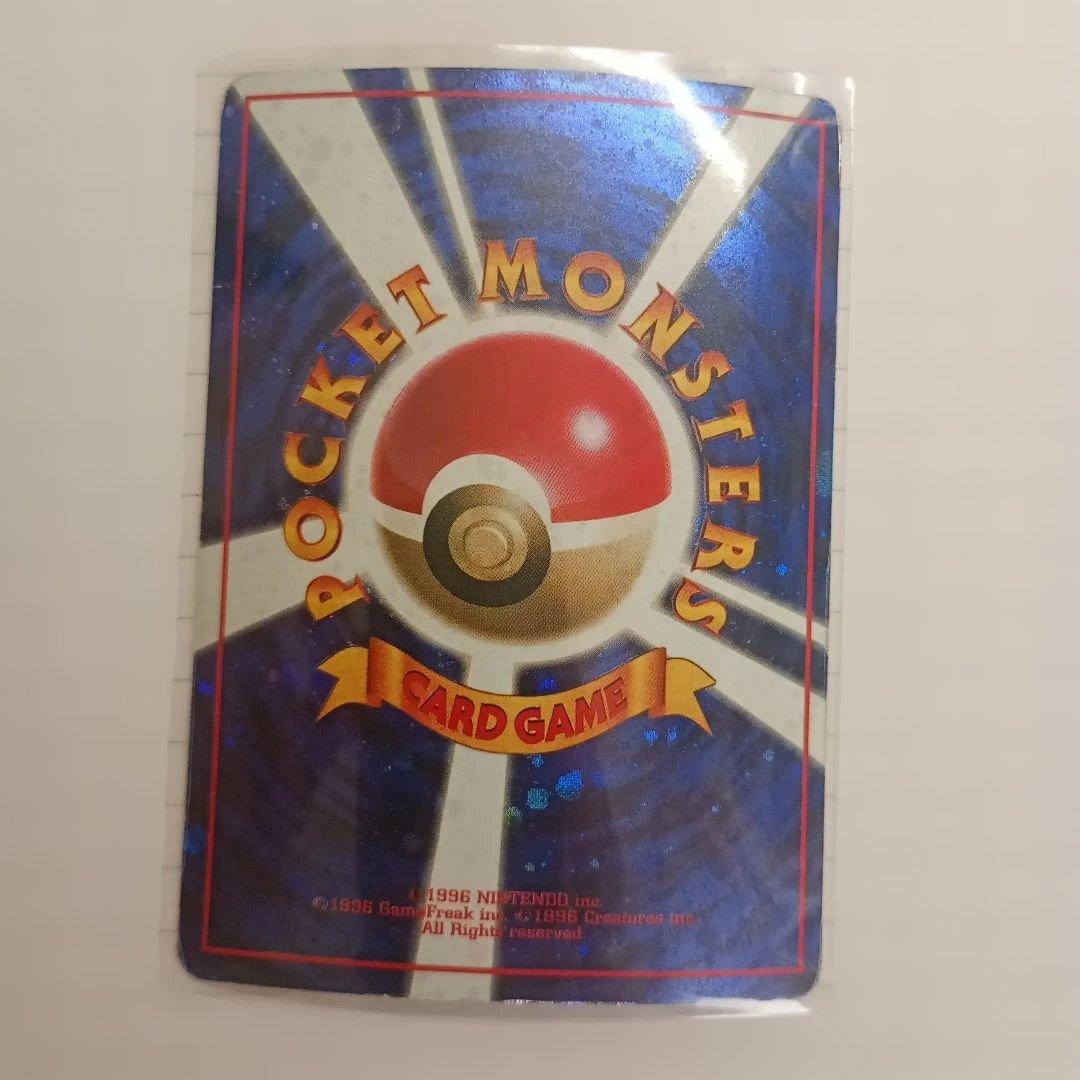 POCKET MONSTERS
CARD GAME
©1996 NINTENDO inc.
©1996 GameFreak inc. ©1996 Creatures inc.
All Rights reserved.